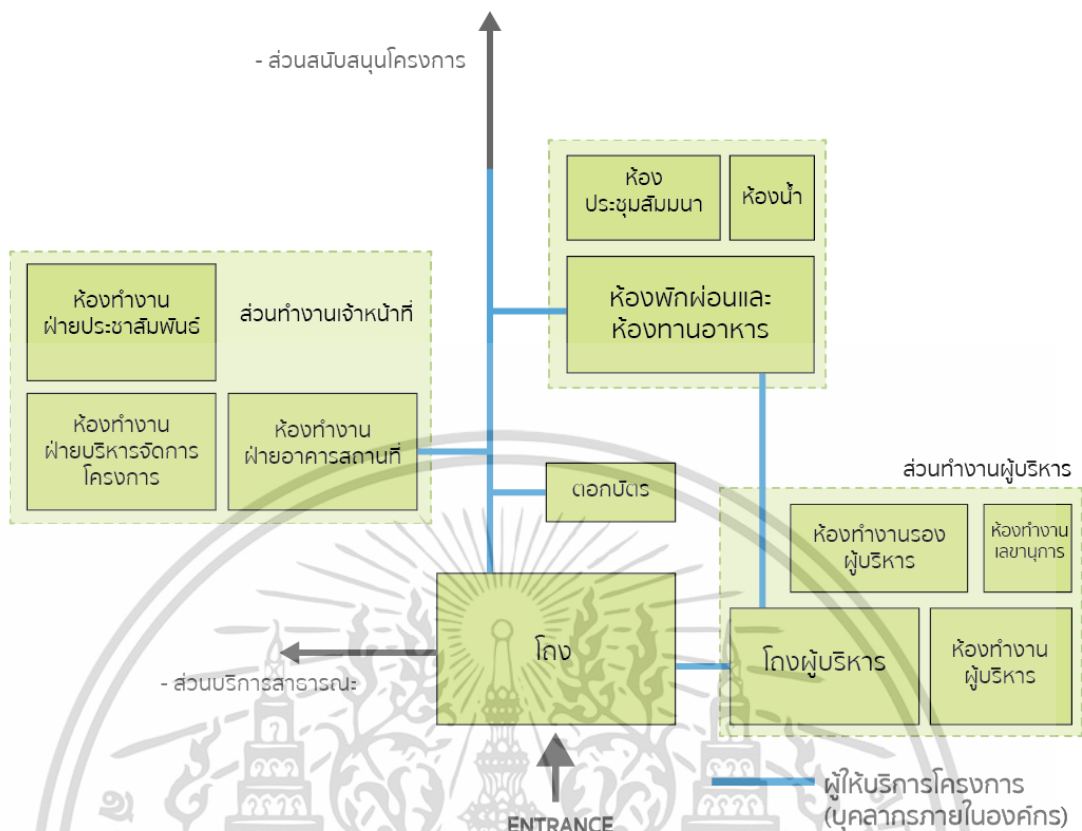 - ส่วนสนับสนุนโครงการ
ห้อง
ประชุมสัมมนา
ห้องน้ำ
ห้องพักผ่อนและ
ห้องทานอาหาร
ห้องทำงาน
ฝ่ายประชาสัมพันธ์
ส่วนทำงานเจ้าหน้าที่
ห้องทำงาน
ฝ่ายบริหารจัดการ
โครงการ
ห้องทำงาน
ฝ่ายอาคารสถานที่
ตอกบัตร
ส่วนทำงานผู้บริหาร
ห้องทำงานรอง
ผู้บริหาร
ห้องทำงาน
เลขานุการ
โถง
โถงผู้บริหาร
ห้องทำงาน
ผู้บริหาร
- ส่วนบริการสาธารณะ
ENTRANCE
ผู้ให้บริการโครงการ
(บุคลากรภายในองค์กร)